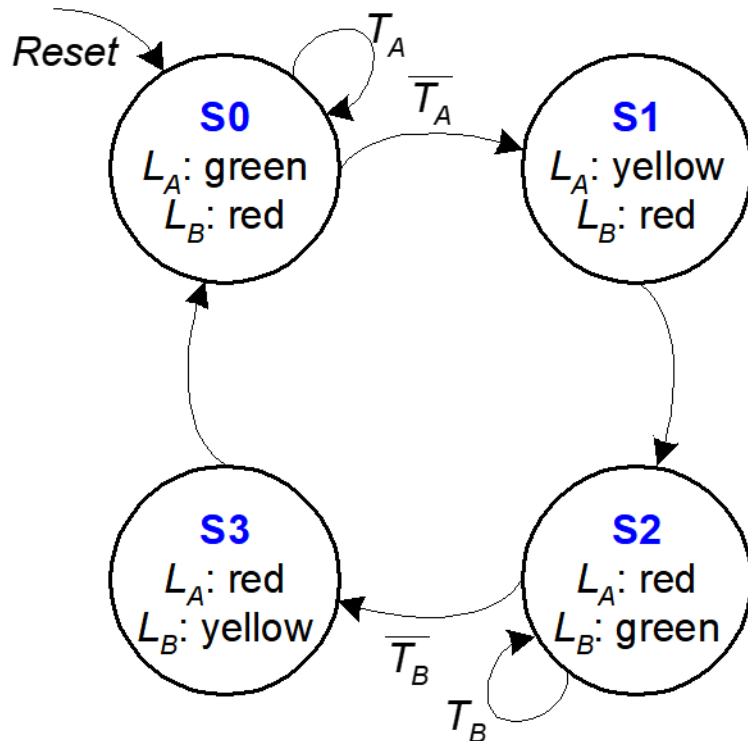 Reset
T_A
S0
L_A: green
L_B: red
T̅_A̅
S1
L_A: yellow
L_B: red
S3
L_A: red
L_B: yellow
T̅_B̅
T_B
S2
L_A: red
L_B: green